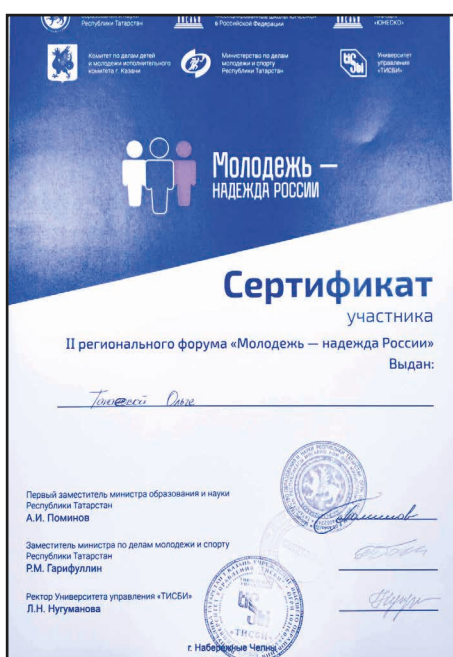 Республики Татарстан
в Российской Федерации
«ЮНЕСКО»
Комитет по делам детей
и молодежи исполнительного
комитета г. Казани
Министерство по делам
молодежи и спорту
Республики Татарстан
тисби
Университет
управления
«ТИСБИ»
Молодежь —
НАДЕЖДА РОССИИ
Сертификат
участника
II регионального форума «Молодежь — надежда России»
Выдан:
Ольге
Первый заместитель министра образования и науки
Республики Татарстан
А.И. Поминов
Заместитель министра по делам молодежи и спорту
Республики Татарстан
Р.М. Гарифуллин
Ректор Университета управления «ТИСБИ»
Л.Н. Нугуманова
«ТИСБИ»
г. Набережные Челны